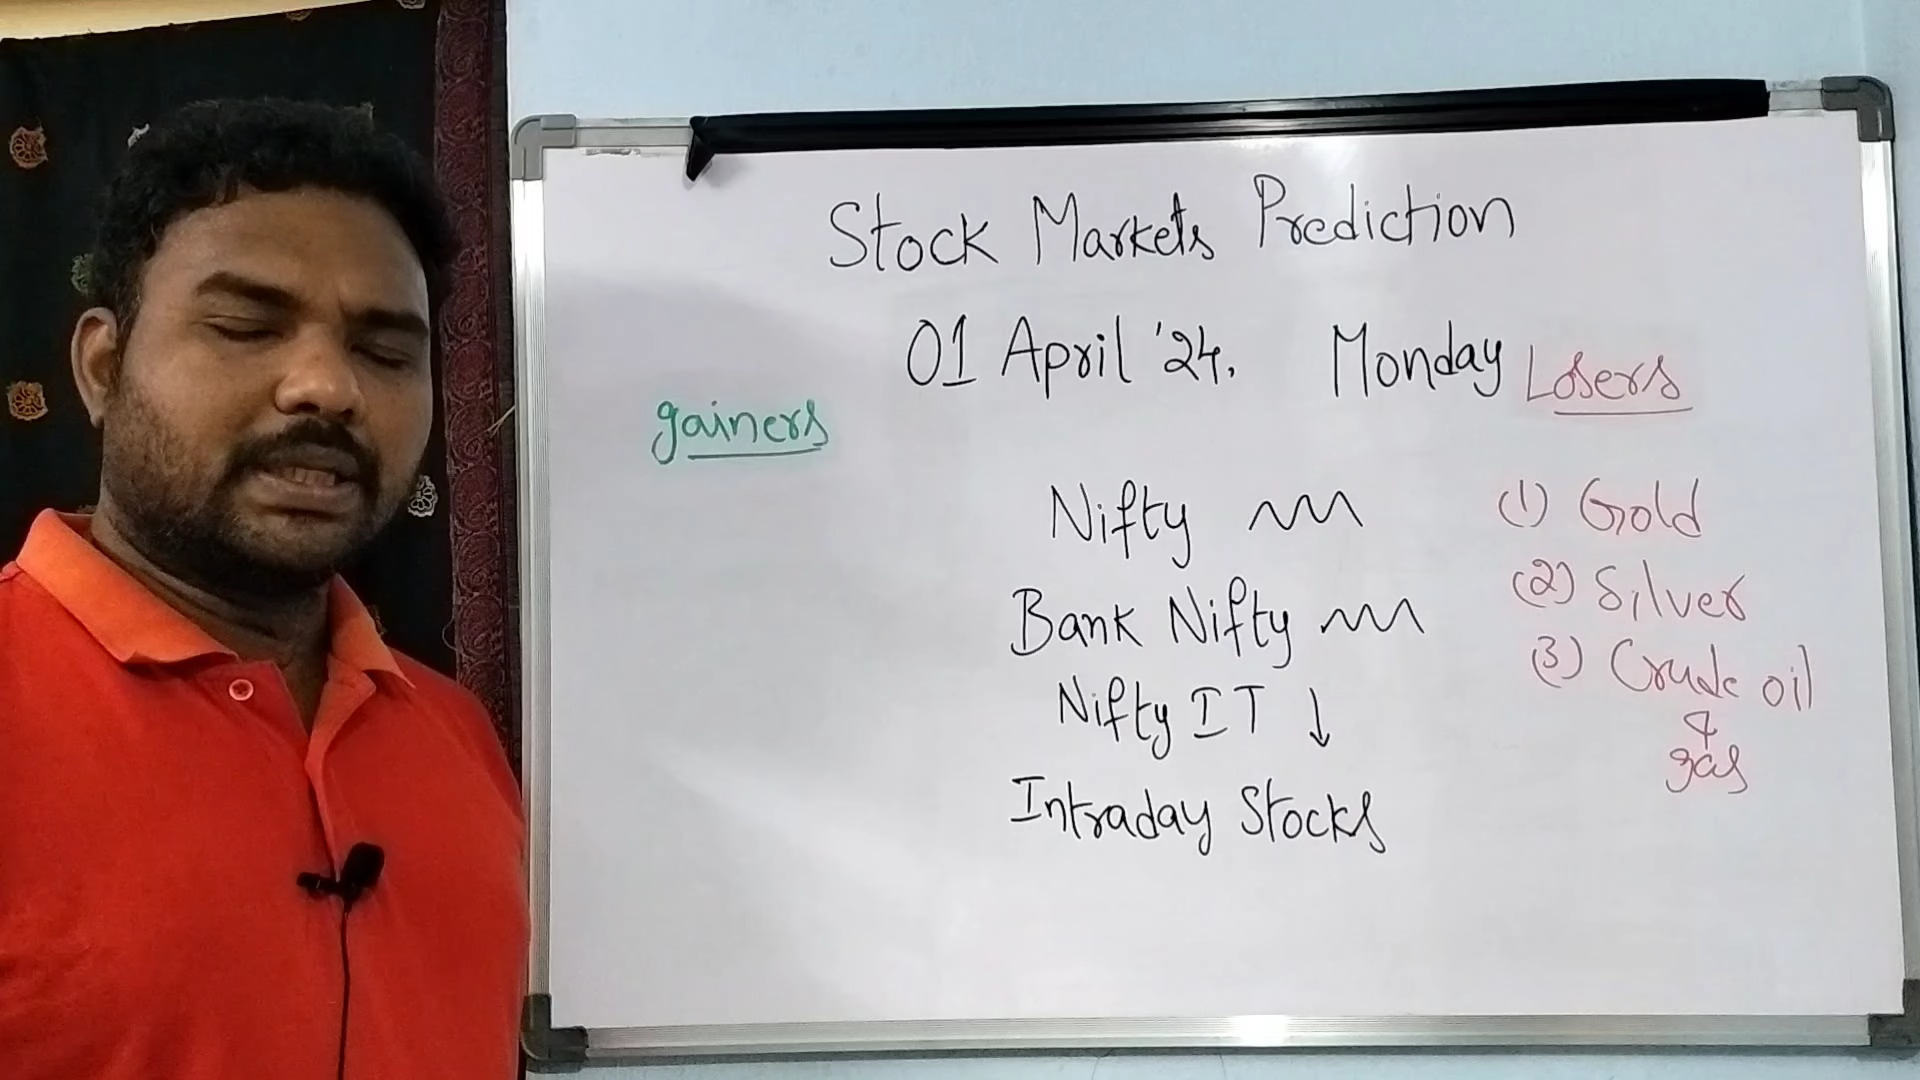 Stock Markets Prediction
01 April '24. Monday
gainers
Losers
Nifty
Bank Nifty
Nifty IT ↓
Intraday Stocks
(1) Gold
(2) Silver
(3) Crude oil
&
gas